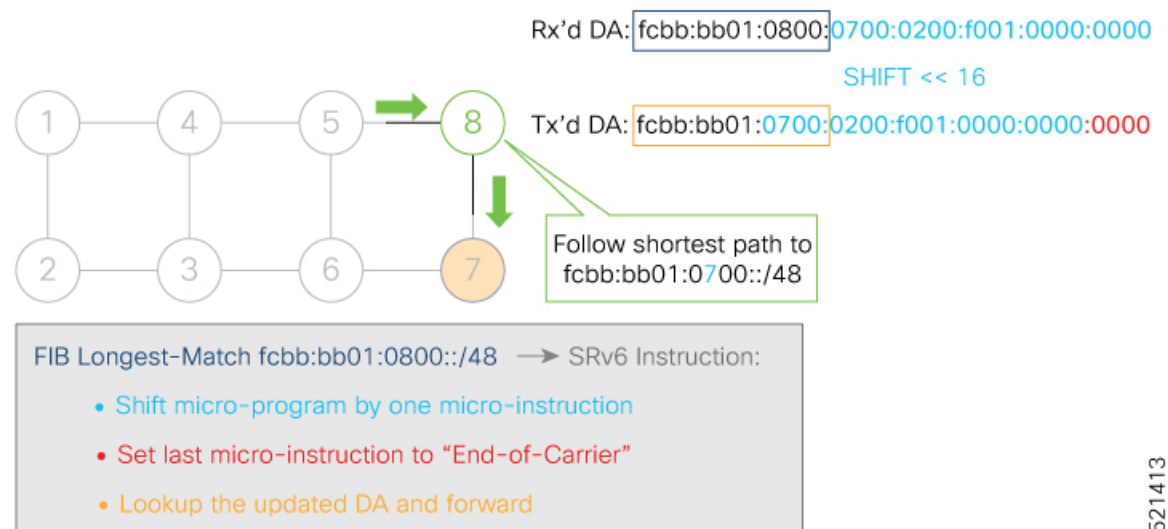 Rx'd DA: fcbb:bb01:0800:0700:0200:f001:0000:0000
SHIFT << 16
Tx'd DA: fcbb:bb01:0700:0200:f001:0000:0000:0000
1
4
5
8
2
3
6
7
Follow shortest path to
fcbb:bb01:0700::/48
FIB Longest-Match fcbb:bb01:0800::/48 → SRv6 Instruction:
• Shift micro-program by one micro-instruction
• Set last micro-instruction to “End-of-Carrier”
• Lookup the updated DA and forward
521413